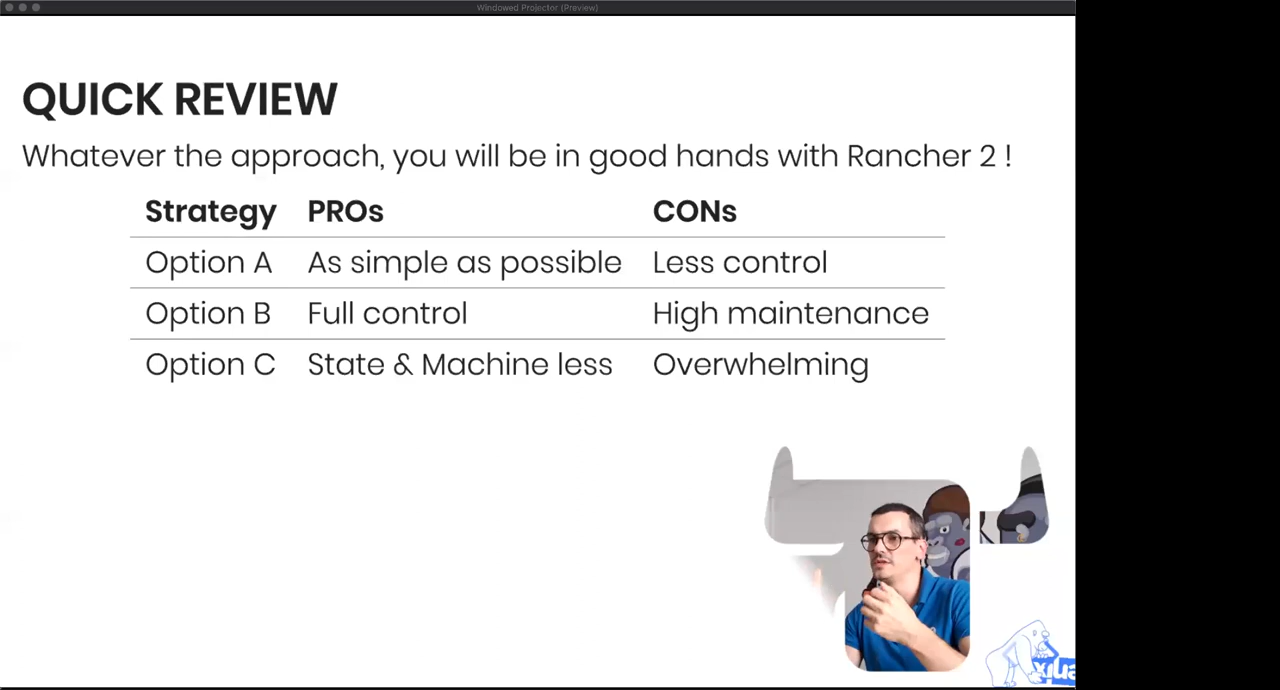 Windowed Projector (Preview)
QUICK REVIEW
Whatever the approach, you will be in good hands with Rancher 2 !
Strategy PROs CONs
Option A As simple as possible Less control
Option B Full control High maintenance
Option C State & Machine less Overwhelming